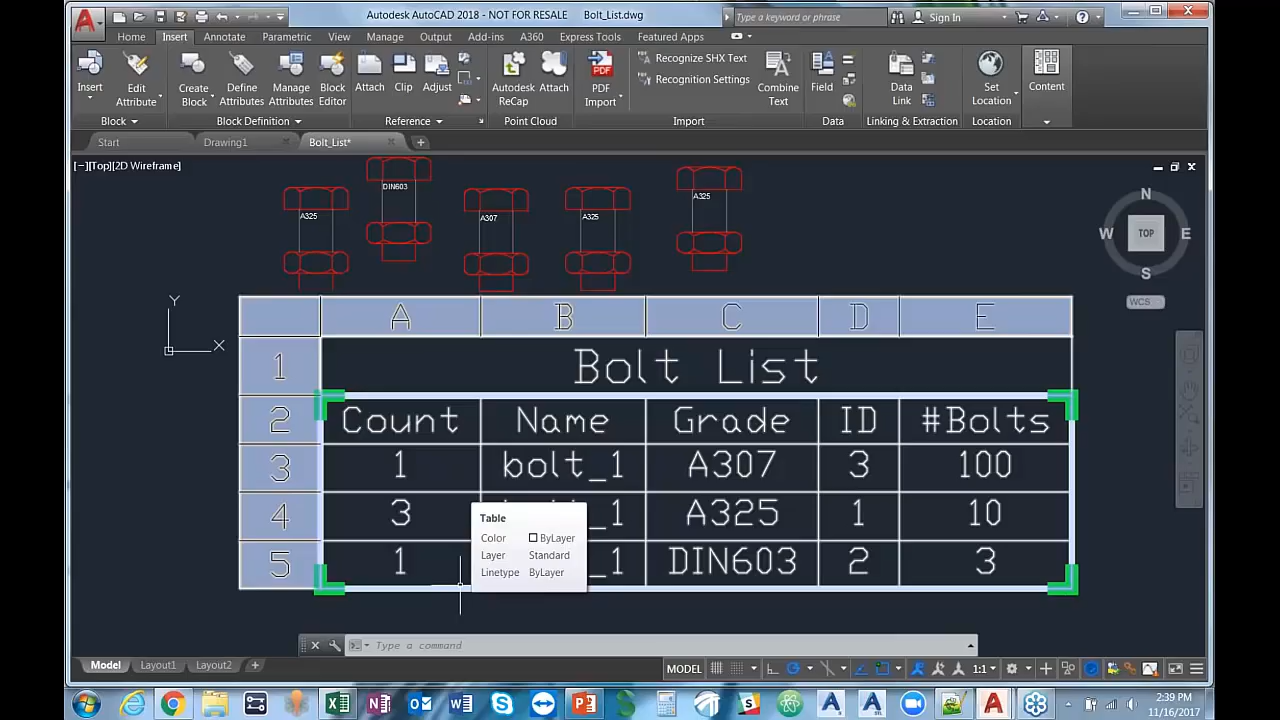 Autodesk AutoCAD 2018 - NOT FOR RESALE Bolt_List.dwg
Type a keyword or phrase
Sign In
Home Insert Annotate Parametric View Manage Output Add-ins A360 Express Tools Featured Apps
Insert
Edit Attribute
Create Block
Define Attributes
Manage Attributes
Block Editor
Attach
Clip
Adjust
Autodesk ReCap
Attach
PDF Import
Recognize SHX Text
Recognition Settings
Combine Text
Field
Data Link
Set Location
Content
Block
Block Definition
Reference
Point Cloud
Import
Data
Linking & Extraction
Location
Start Drawing1 Bolt_List*
[−][Top][2D Wireframe]
A325
DIN603
A307
A325
A325
N
W TOP E
S
WCS
Y
X
A B C D E
1 Bolt List
2 Count Name Grade ID #Bolts
3 1 bolt_1 A307 3 100
4 3 _1 A325 1 10
5 1 _1 DIN603 2 3
Table
Color ByLayer
Layer Standard
Linetype ByLayer
Type a command
Model Layout1 Layout2 +
MODEL
1:1
2:39 PM
11/16/2017